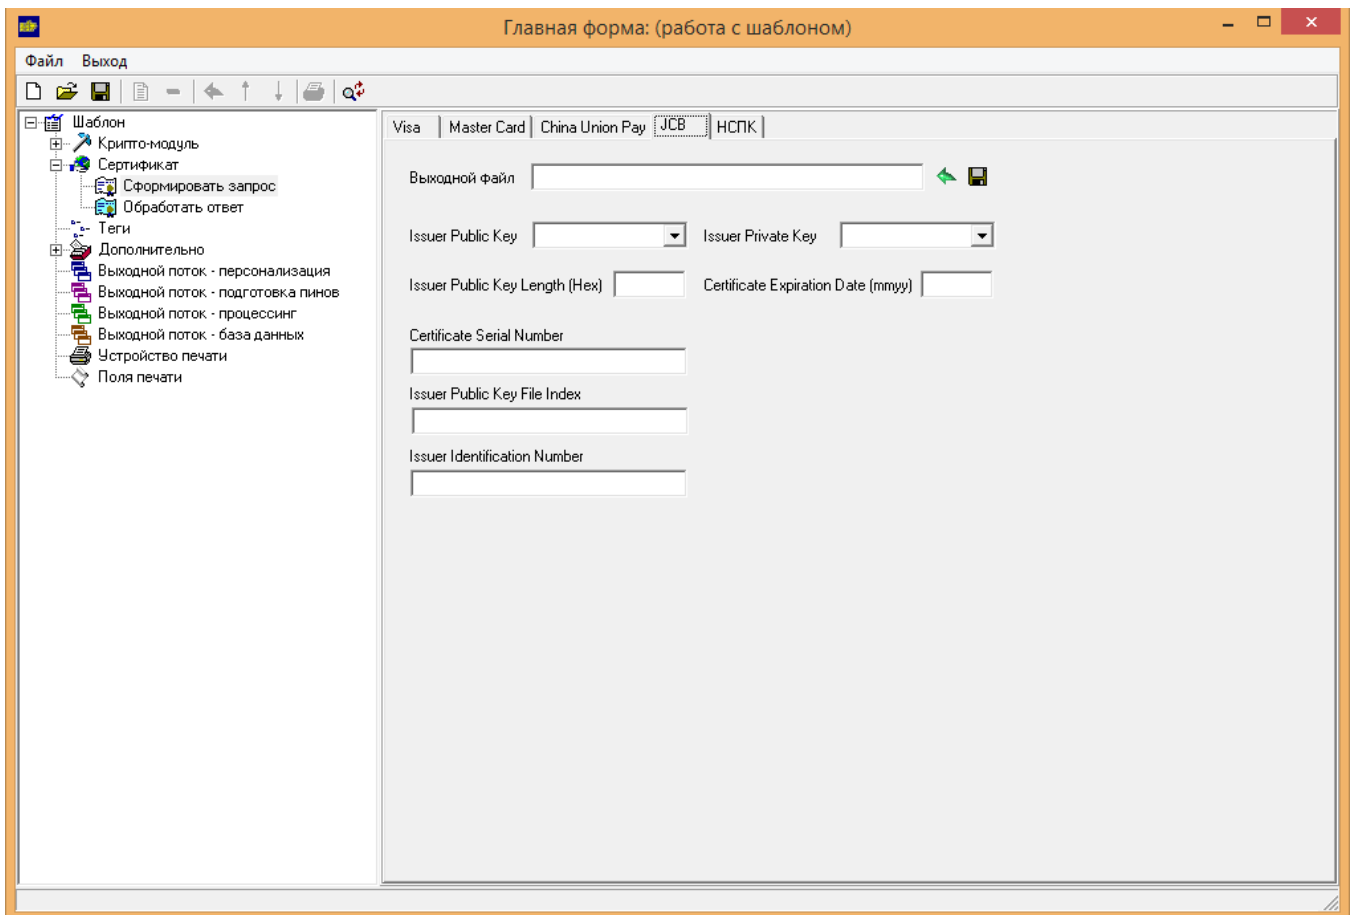 Главная форма: (работа с шаблоном)
Файл Выход
Шаблон
Крипто-модуль
Сертификат
Сформировать запрос
Обработать ответ
Теги
Дополнительно
Выходной поток - персонализация
Выходной поток - подготовка пинов
Выходной поток - процессинг
Выходной поток - база данных
Устройство печати
Поля печати
Visa Master Card China Union Pay JCB НСПК
Выходной файл
Issuer Public Key Issuer Private Key
Issuer Public Key Length (Hex) Certificate Expiration Date (mmyy)
Certificate Serial Number
Issuer Public Key File Index
Issuer Identification Number